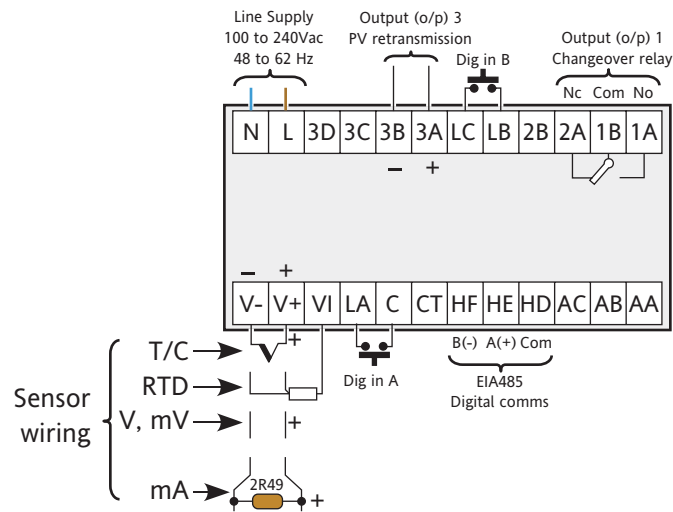 Line Supply
100 to 240Vac
48 to 62 Hz
Output (o/p) 3
PV retransmission
Dig in B
Output (o/p) 1
Changeover relay
Nc Com No
N L 3D 3C 3B 3A LC LB 2B 2A 1B 1A
− +
− +
V- V+ VI LA C CT HF HE HD AC AB AA
T/C
+
RTD
V, mV
+
mA
2R49
+
Sensor
wiring
Dig in A
B(-) A(+) Com
EIA485
Digital comms